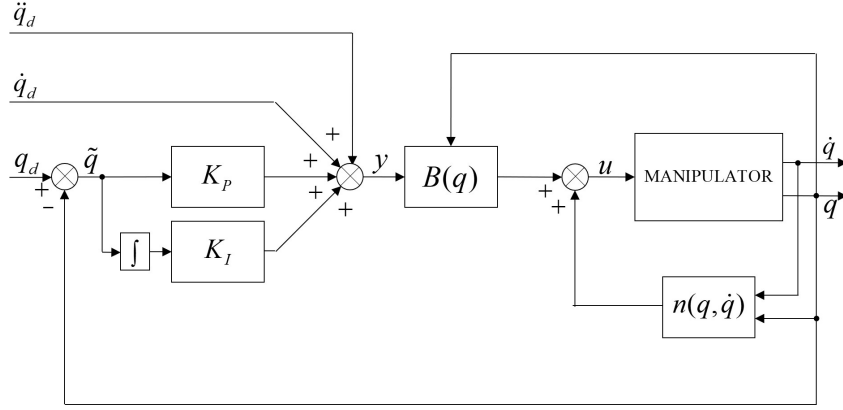 q̈_d
q̇_d
q_d
+
−
q̃
K_P
∫
K_I
+
+
+
+
y
B(q)
+
+
u
MANIPULATOR
q̇
q
n(q, q̇)